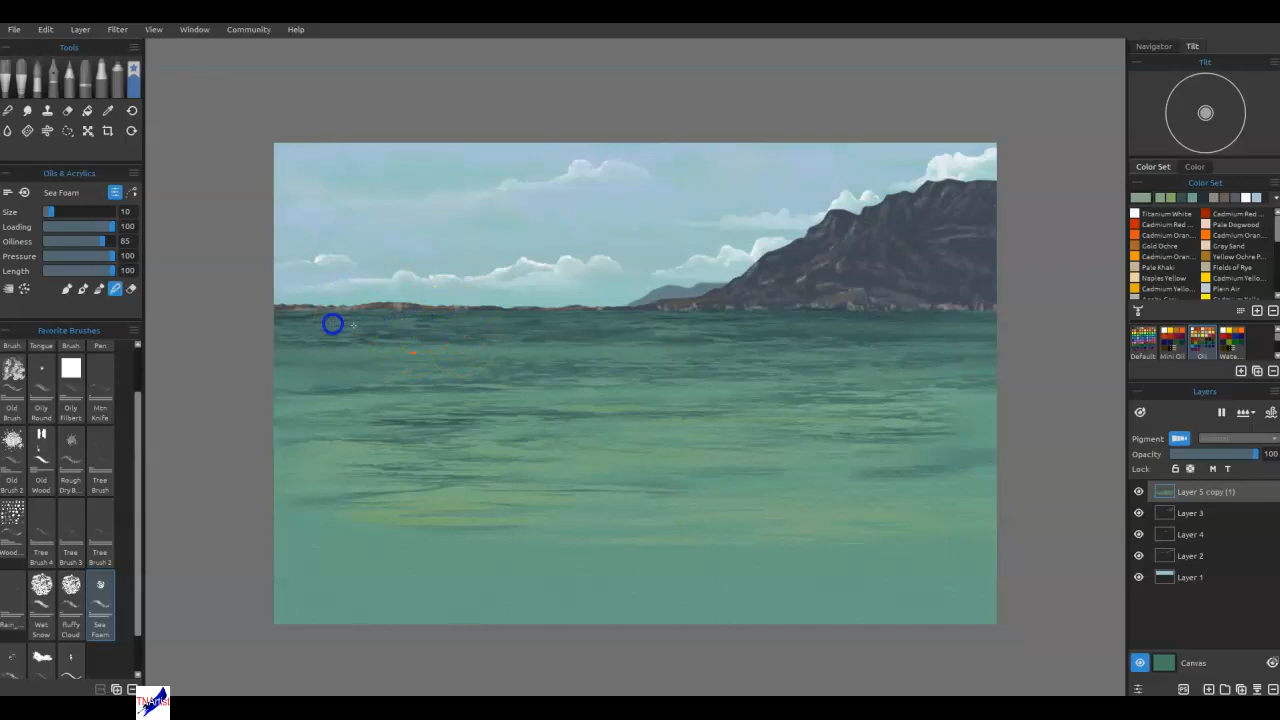 File Edit Layer Filter View Window Community Help
Tools
Oils & Acrylics
Sea Foam
Size 10
Loading 100
Oiliness 85
Pressure 100
Length 100
Favorite Brushes
Brush Tongue Brush Pen
Old Brush Oily Round Oily Filbert Mtn Knife
Old Brush 2 Old Wood Rough Dry B... Tree Brush
Wood... Tree Brush 4 Tree Brush 3 Tree Brush 2
Rain_... Wet Snow fluffy Cloud Sea Foam
Navigator Tilt
Tilt
Color Set Color
Color Set
Titanium White Cadmium Red ...
Cadmium Red ... Pale Dogwood
Cadmium Oran... Cadmium Oran...
Gold Ochre Gray Sand
Cadmium Oran... Yellow Ochre P...
Pale Khaki Fields of Rye
Naples Yellow Cadmium Yello...
Cadmium Yello... Plein Air
Default Mini Oil Oil Wate...
Layers
Pigment
Opacity 100
Lock M T
Layer 5 copy (1)
Layer 3
Layer 4
Layer 2
Layer 1
Canvas
PS
TNArtist